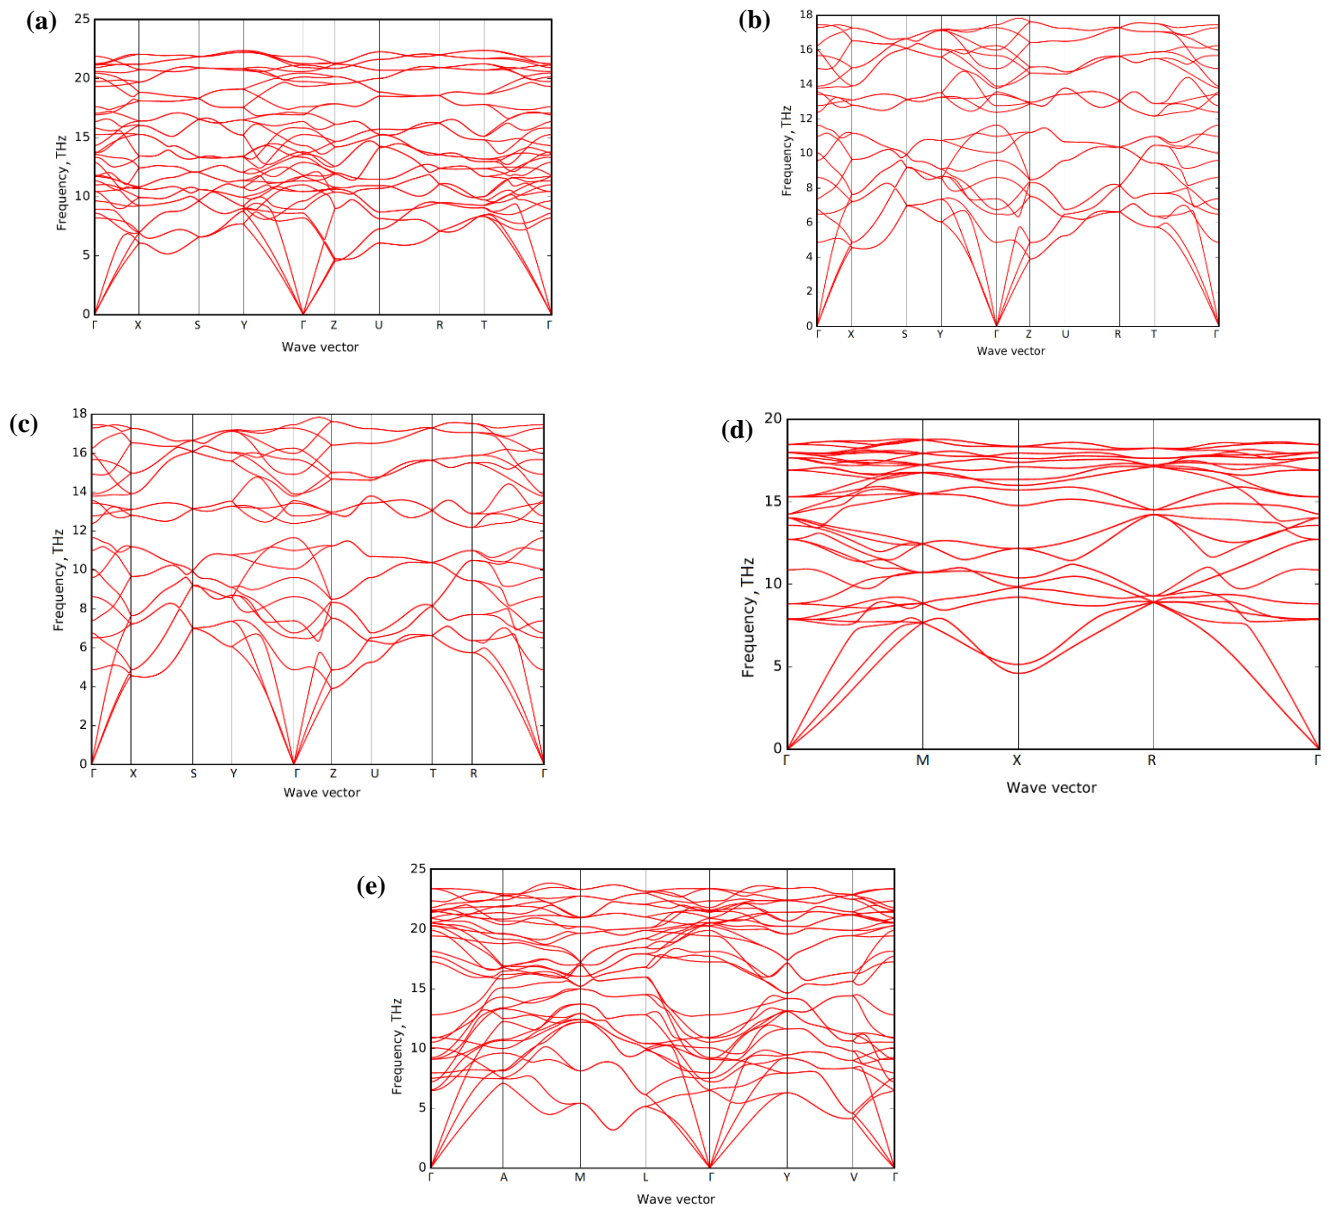 (a)
25
20
15
10
5
0
Frequency, THz
Γ X S Y Γ Z U R T Γ
Wave vector
(b)
18
16
14
12
10
8
6
4
2
0
Frequency, THz
Γ X S Y Γ Z U R T Γ
Wave vector
(c)
18
16
14
12
10
8
6
4
2
0
Frequency, THz
Γ X S Y Γ Z U T R Γ
Wave vector
(d)
20
15
10
5
0
Frequency, THz
Γ M X R Γ
Wave vector
(e)
25
20
15
10
5
0
Frequency, THz
Γ A M L Γ Y V Γ
Wave vector